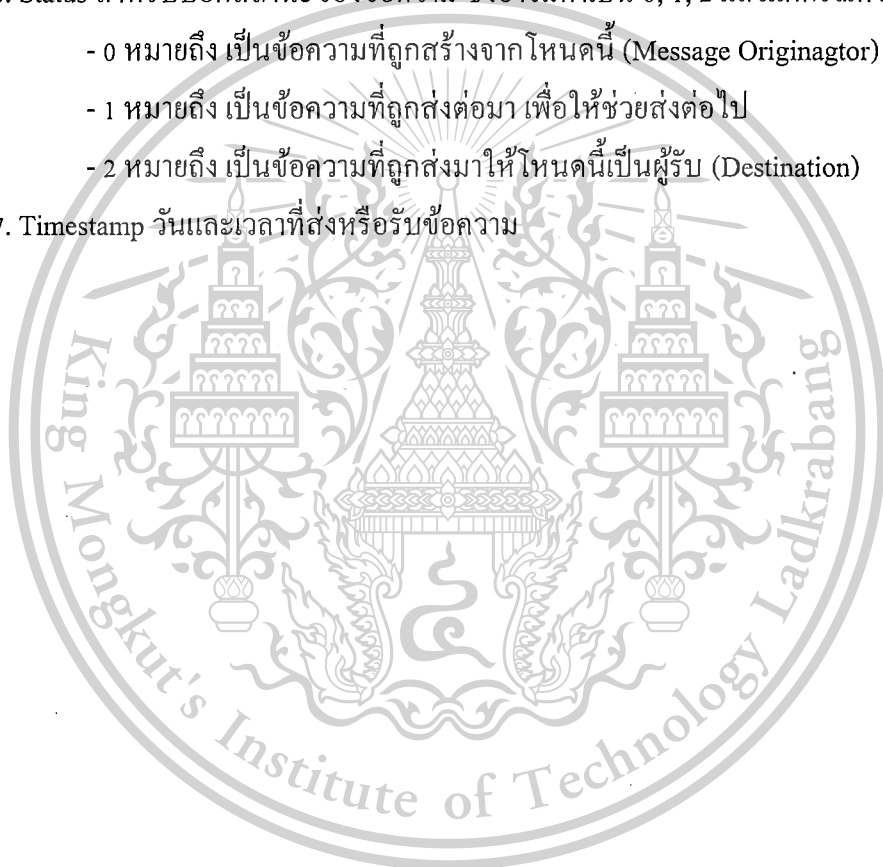 - 0 หมายถึง เป็นข้อความที่ถูกสร้างจากโหนดนี้ (Message Originagtor)
- 1 หมายถึง เป็นข้อความที่ถูกส่งต่อมา เพื่อให้ช่วยส่งต่อไป
- 2 หมายถึง เป็นข้อความที่ถูกส่งมาให้โหนดนี้เป็นผู้รับ (Destination)
7. Timestamp วันและเวลาที่ส่งหรือรับข้อความ
King Mongkut's Institute of Technology Ladkrabang